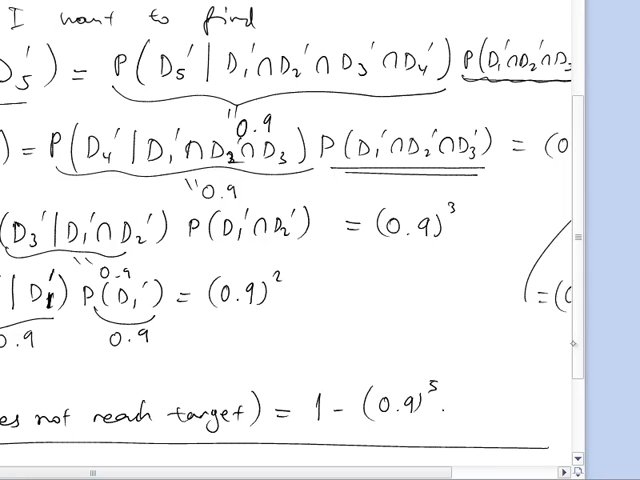 I want to find
D₅') = P(D₅' | D₁'∩D₂'∩D₃'∩D₄') P(D₁'∩D₂'∩D₃
"0.9
) = P(D₄' | D₁'∩D₂'∩D₃) P(D₁'∩D₂'∩D₃') = (0
"0.9
(D₃' | D₁'∩D₂') P(D₁'∩D₂') = (0.9)³
"0.9
| D₁') P(D₁') = (0.9)²
= (0
0.9 0.9
es not reach target) = 1 - (0.9)⁵.